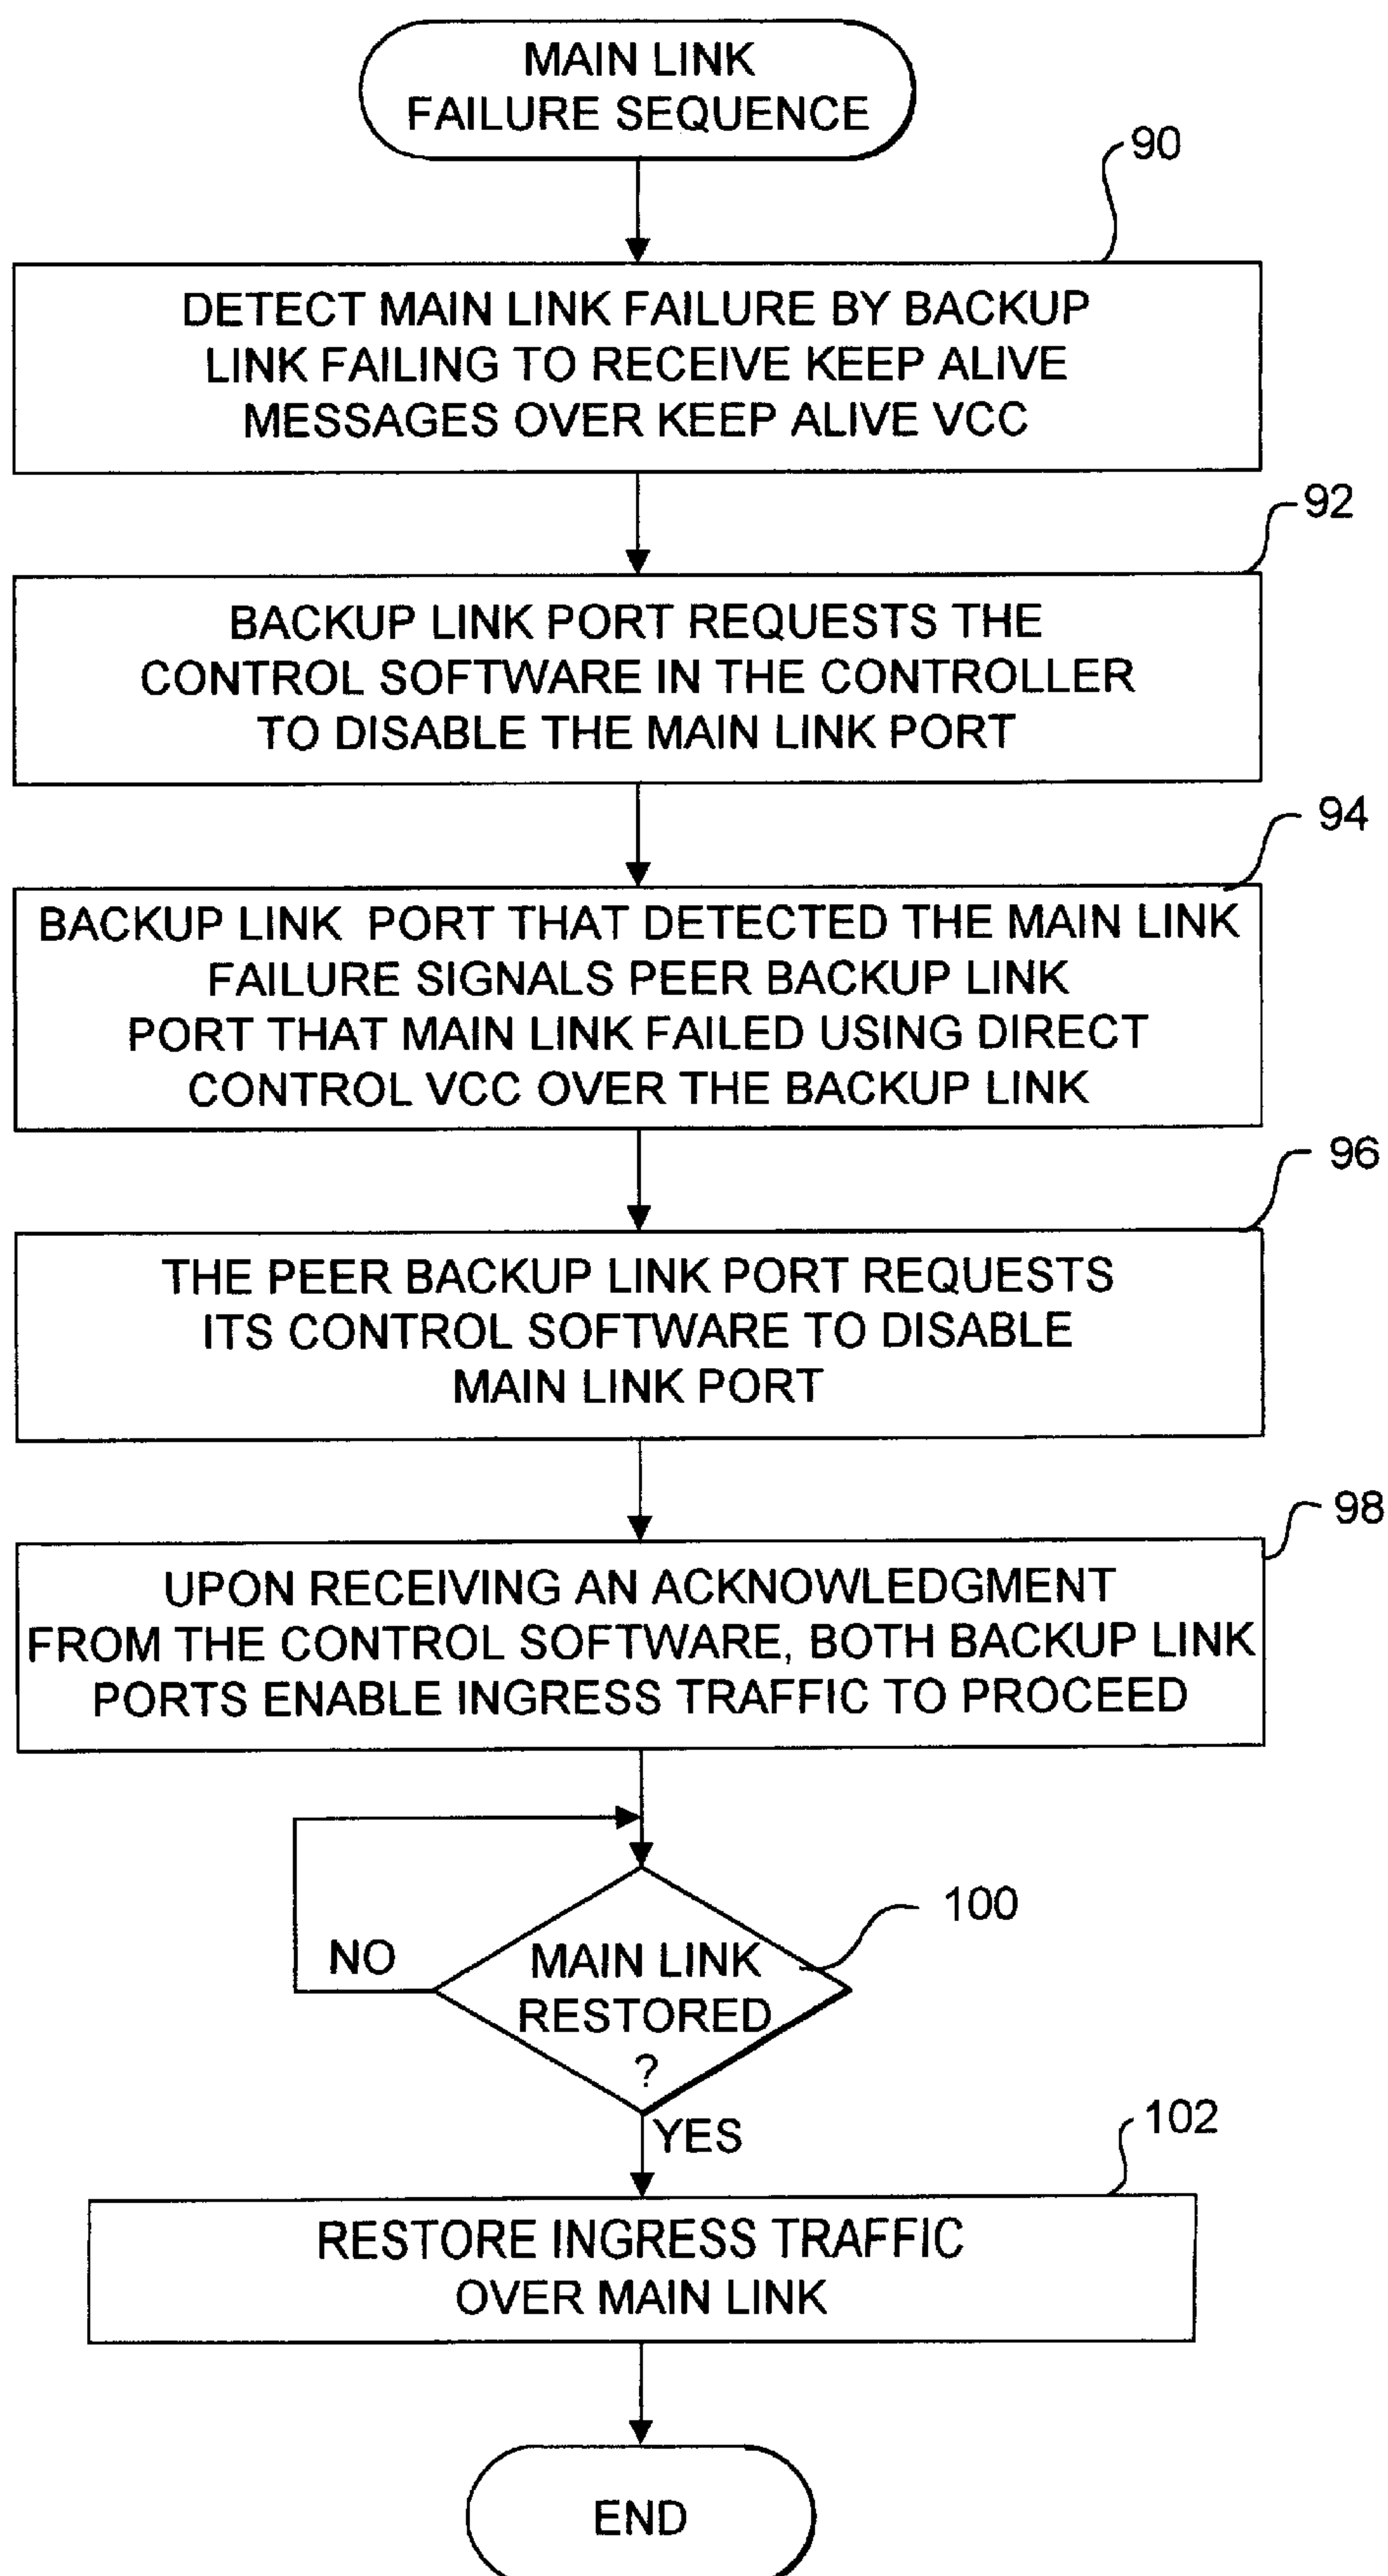 MAIN LINK
FAILURE SEQUENCE
90
DETECT MAIN LINK FAILURE BY BACKUP
LINK FAILING TO RECEIVE KEEP ALIVE
MESSAGES OVER KEEP ALIVE VCC
92
BACKUP LINK PORT REQUESTS THE
CONTROL SOFTWARE IN THE CONTROLLER
TO DISABLE THE MAIN LINK PORT
94
BACKUP LINK PORT THAT DETECTED THE MAIN LINK
FAILURE SIGNALS PEER BACKUP LINK
PORT THAT MAIN LINK FAILED USING DIRECT
CONTROL VCC OVER THE BACKUP LINK
96
THE PEER BACKUP LINK PORT REQUESTS
ITS CONTROL SOFTWARE TO DISABLE
MAIN LINK PORT
98
UPON RECEIVING AN ACKNOWLEDGMENT
FROM THE CONTROL SOFTWARE, BOTH BACKUP LINK
PORTS ENABLE INGRESS TRAFFIC TO PROCEED
100
NO
MAIN LINK
RESTORED
?
YES
102
RESTORE INGRESS TRAFFIC
OVER MAIN LINK
END